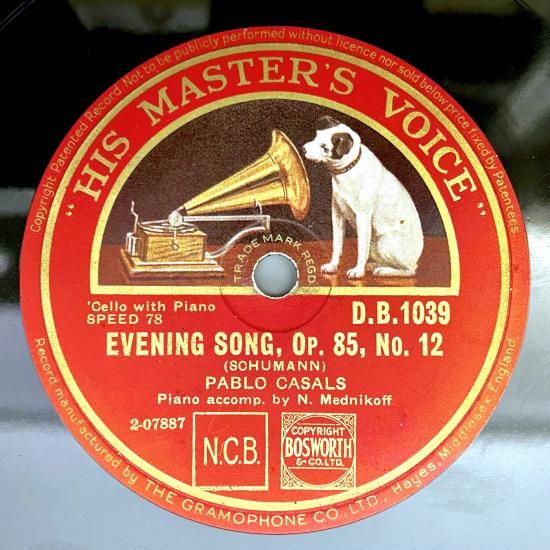 Copyright Patented Record Not to be publicly performed without licence nor sold below price fixed by Patentees.
"HIS MASTER'S VOICE"
TRADE MARK REGD
'Cello with Piano
SPEED 78
D.B.1039
EVENING SONG, Op. 85, No. 12
(SCHUMANN)
PABLO CASALS
Piano accomp. by N. Mednikoff
2-07887
N.C.B.
COPYRIGHT
BOSWORTH
& CO. LTD.
Record manufactured by THE GRAMOPHONE CO., LTD., Hayes, Middlesex, England.